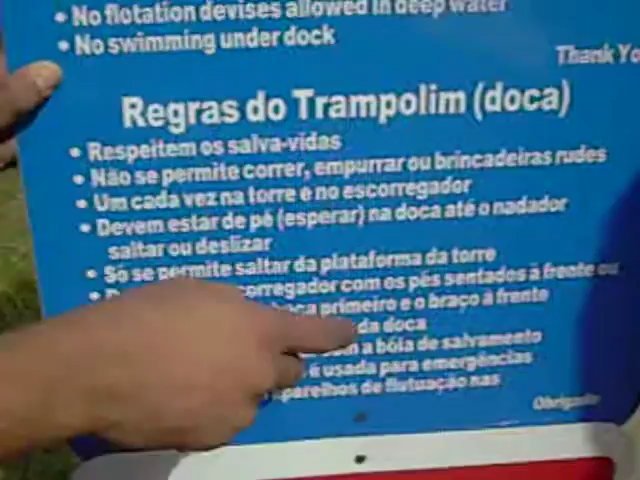 • No flotation devises allowed in deep water
• No swimming under dock
Thank Yo
Regras do Trampolim (doca)
• Respeitem os salva-vidas
• Não se permite correr, empurrar ou brincadeiras rudes
• Um cada vez na torre e no escorregador
• Devem estar de pé (esperar) na doca até o nadador
saltar ou deslizar
• Só se permite saltar da plataforma da torre
corregador com os pés sentados à frente ou
primeiro e o braço à frente
da doca
a bóia de salvamento
é usada para emergências
parelhos de flutuação nas
Obrigado